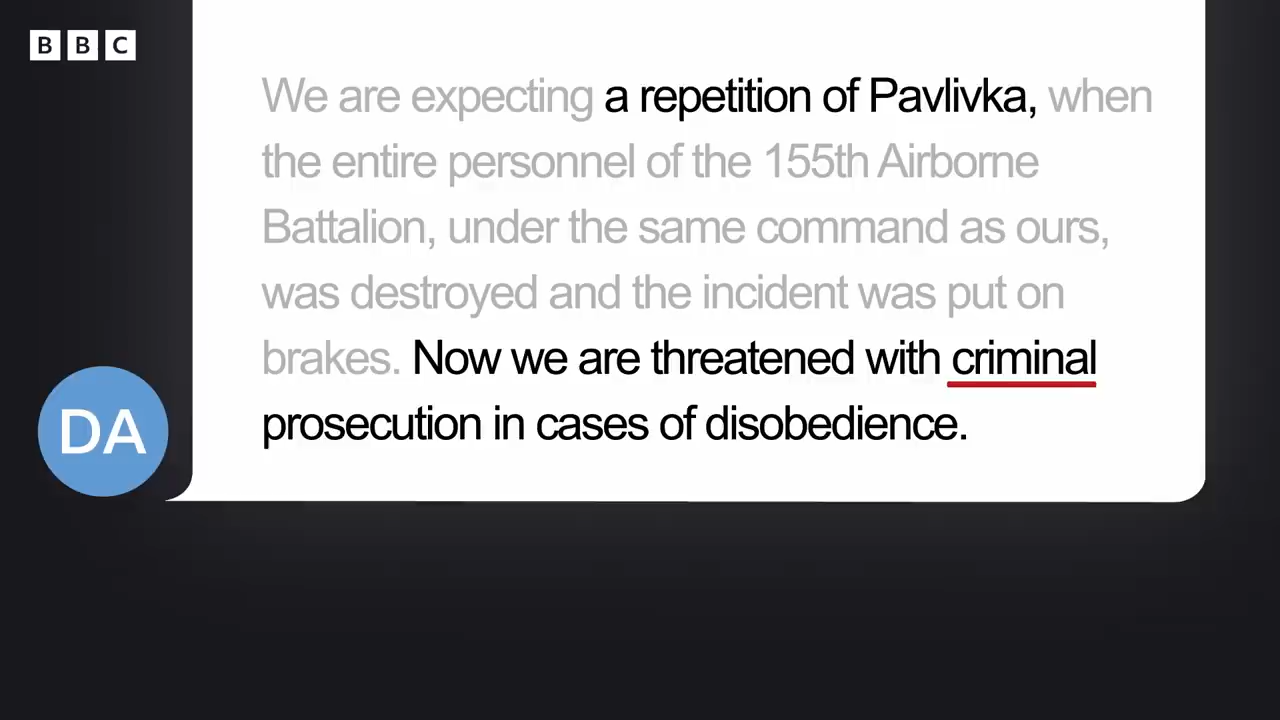 BBC
We are expecting a repetition of Pavlivka, when
the entire personnel of the 155th Airborne
Battalion, under the same command as ours,
was destroyed and the incident was put on
brakes. Now we are threatened with criminal
prosecution in cases of disobedience.
DA